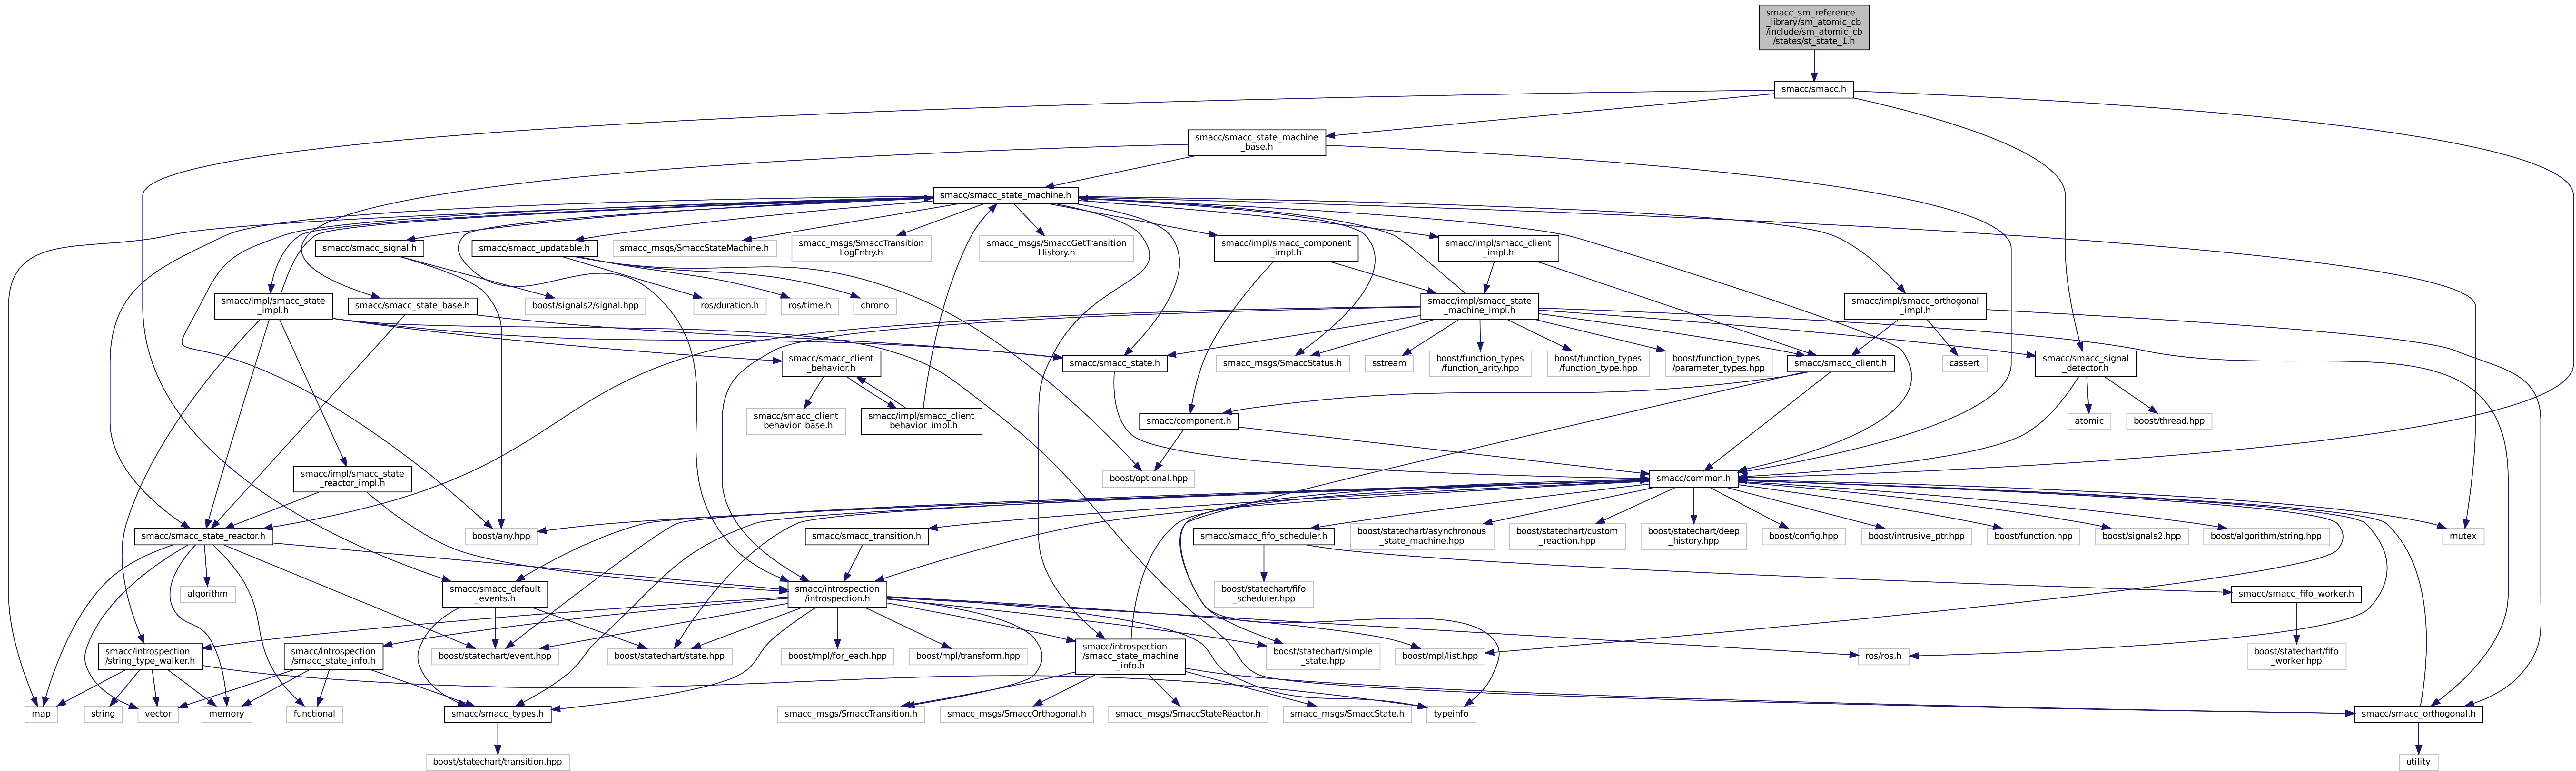 smacc_sm_reference
_library/sm_atomic_cb
/include/sm_atomic_cb
/states/st_state_1.h
smacc/smacc.h
smacc/smacc_state_machine
_base.h
smacc/smacc_state_machine.h
smacc/smacc_signal.h
smacc/smacc_updatable.h
smacc_msgs/SmaccStateMachine.h
smacc_msgs/SmaccTransition
LogEntry.h
smacc_msgs/SmaccGetTransition
History.h
smacc/impl/smacc_component
_impl.h
smacc/impl/smacc_client
_impl.h
smacc/impl/smacc_state
_impl.h
smacc/smacc_state_base.h
boost/signals2/signal.hpp
ros/duration.h
ros/time.h
chrono
smacc/impl/smacc_state
_machine_impl.h
smacc/impl/smacc_orthogonal
_impl.h
smacc/smacc_client
_behavior.h
smacc/smacc_state.h
smacc_msgs/SmaccStatus.h
sstream
boost/function_types
/function_arity.hpp
boost/function_types
/function_type.hpp
boost/function_types
/parameter_types.hpp
smacc/smacc_client.h
cassert
smacc/smacc_signal
_detector.h
smacc/smacc_client
_behavior_base.h
smacc/impl/smacc_client
_behavior_impl.h
smacc/component.h
atomic
boost/thread.hpp
smacc/impl/smacc_state
_reactor_impl.h
boost/optional.hpp
smacc/common.h
smacc/smacc_state_reactor.h
boost/any.hpp
smacc/smacc_transition.h
smacc/smacc_fifo_scheduler.h
boost/statechart/asynchronous
_state_machine.hpp
boost/statechart/custom
_reaction.hpp
boost/statechart/deep
_history.hpp
boost/config.hpp
boost/intrusive_ptr.hpp
boost/function.hpp
boost/signals2.hpp
boost/algorithm/string.hpp
mutex
algorithm
smacc/smacc_default
_events.h
smacc/introspection
/introspection.h
boost/statechart/fifo
_scheduler.hpp
smacc/smacc_fifo_worker.h
smacc/introspection
/string_type_walker.h
smacc/introspection
/smacc_state_info.h
boost/statechart/event.hpp
boost/statechart/state.hpp
boost/mpl/for_each.hpp
boost/mpl/transform.hpp
smacc/introspection
/smacc_state_machine
_info.h
boost/statechart/simple
_state.hpp
boost/mpl/list.hpp
ros/ros.h
boost/statechart/fifo
_worker.hpp
map
string
vector
memory
functional
smacc/smacc_types.h
smacc_msgs/SmaccTransition.h
smacc_msgs/SmaccOrthogonal.h
smacc_msgs/SmaccStateReactor.h
smacc_msgs/SmaccState.h
typeinfo
smacc/smacc_orthogonal.h
boost/statechart/transition.hpp
utility